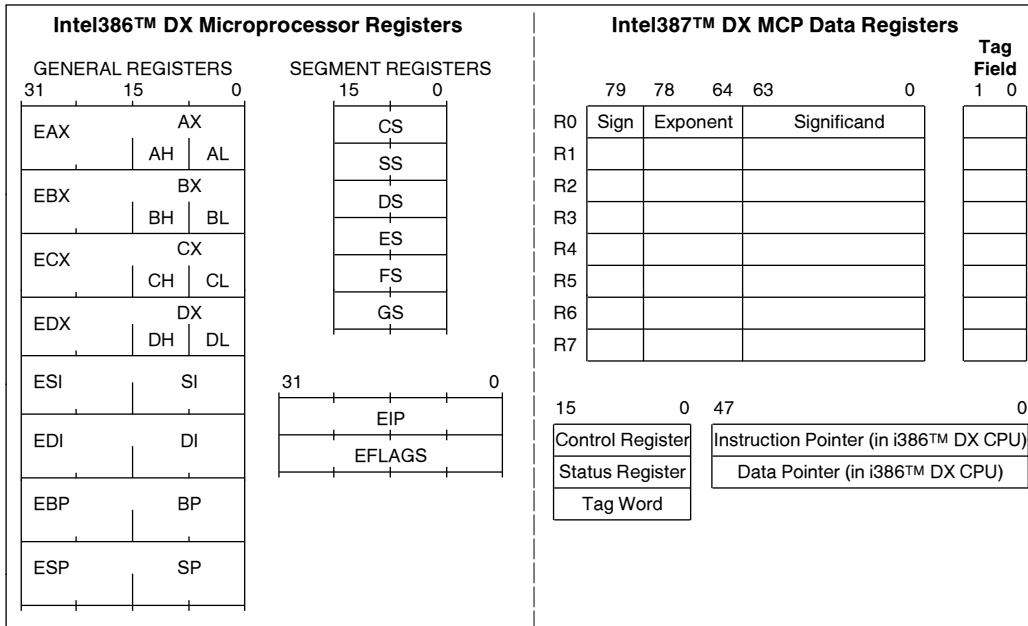 Intel386™ DX Microprocessor Registers
GENERAL REGISTERS
31 15 0
EAX AX
AH AL
EBX BX
BH BL
ECX CX
CH CL
EDX DX
DH DL
ESI SI
EDI DI
EBP BP
ESP SP
SEGMENT REGISTERS
15 0
CS
SS
DS
ES
FS
GS
31 0
EIP
EFLAGS
Intel387™ DX MCP Data Registers
Tag
Field
79 78 64 63 0 1 0
R0 Sign Exponent Significand
R1
R2
R3
R4
R5
R6
R7
15 0
Control Register
Status Register
Tag Word
47 0
Instruction Pointer (in i386™ DX CPU)
Data Pointer (in i386™ DX CPU)